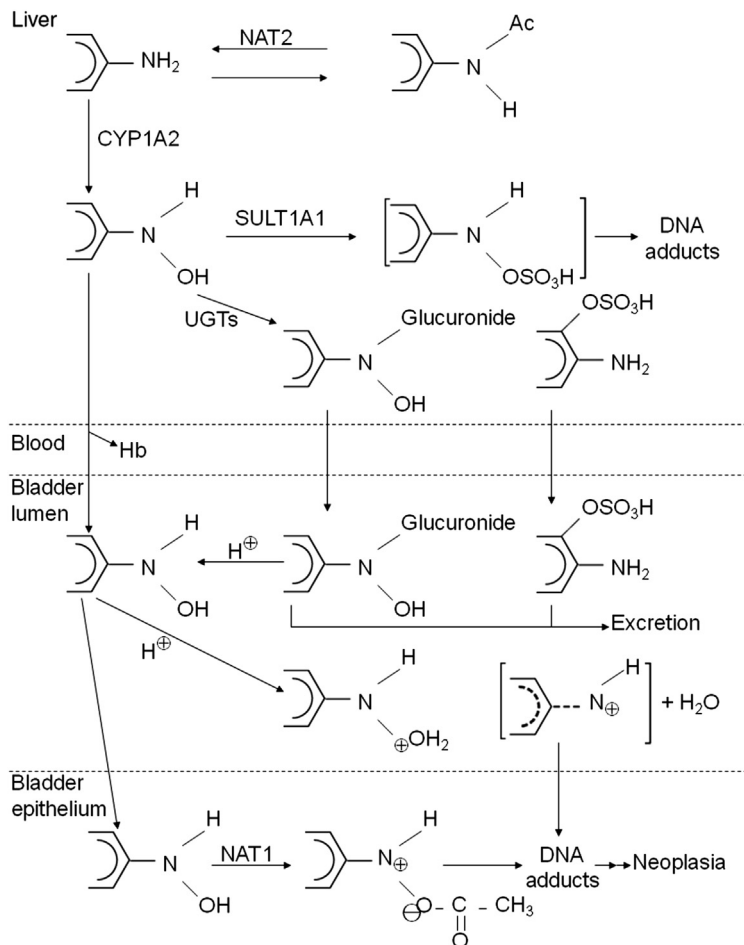 Liver
NH2
NAT2
Ac
N
H
CYP1A2
H
N
OH
SULT1A1
H
N
OSO3H
DNA
adducts
UGTs
Glucuronide
N
OH
OSO3H
NH2
Blood
Hb
Bladder
lumen
H
N
OH
H⊕
Glucuronide
N
OH
OSO3H
NH2
Excretion
H⊕
H
N
⊕OH2
H
N⊕
+ H2O
Bladder
epithelium
H
N
OH
NAT1
H
N
⊕
⊖O - C - CH3
O
DNA
adducts
Neoplasia